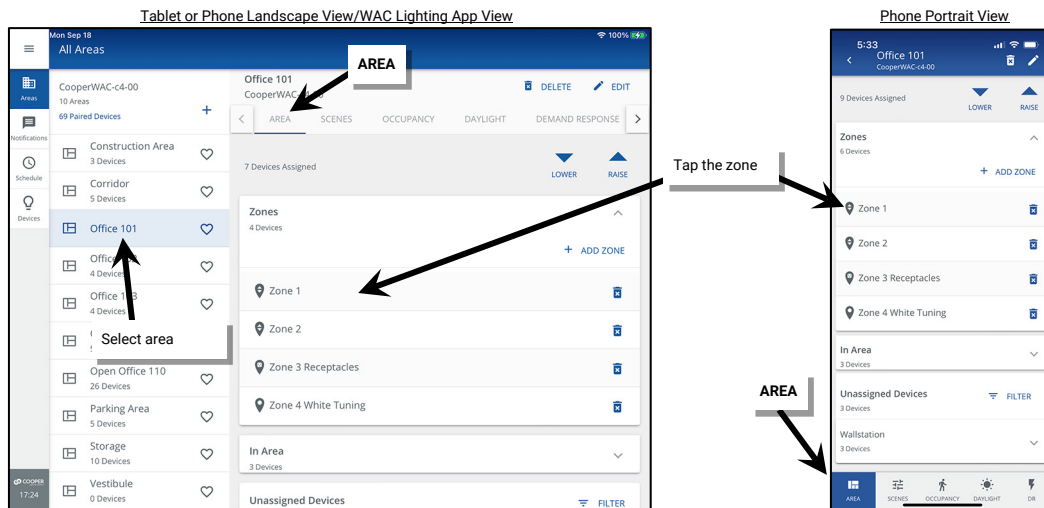 Tablet or Phone Landscape View/WAC Lighting App View
Mon Sep 18
100%
All Areas
Areas
Notifications
Schedule
Devices
COOPER
17:24
CooperWAC-c4-00
10 Areas
69 Paired Devices
+
Construction Area
3 Devices
Corridor
5 Devices
Office 101
Office
4 Devices
Office 1 3
4 Devices
Select area
Open Office 110
26 Devices
Parking Area
5 Devices
Storage
10 Devices
Vestibule
0 Devices
Office 101
CooperWAC-c4-00
DELETE
EDIT
AREA
AREA
SCENES
OCCUPANCY
DAYLIGHT
DEMAND RESPONSE
7 Devices Assigned
LOWER
RAISE
Zones
4 Devices
+ ADD ZONE
Zone 1
Zone 2
Zone 3 Receptacles
Zone 4 White Tuning
In Area
3 Devices
Unassigned Devices
FILTER
Tap the zone
Phone Portrait View
5:33
Office 101
CooperWAC-c4-00
9 Devices Assigned
LOWER
RAISE
Zones
6 Devices
+ ADD ZONE
Zone 1
Zone 2
Zone 3 Receptacles
Zone 4 White Tuning
In Area
3 Devices
Unassigned Devices
3 Devices
FILTER
Wallstation
3 Devices
AREA
AREA
SCENES
OCCUPANCY
DAYLIGHT
DR